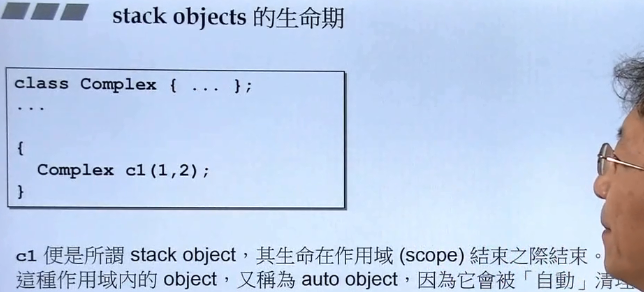 stack objects 的生命期
class Complex { ... };
...
{
Complex c1(1,2);
}
c1 便是所謂 stack object，其生命在作用域 (scope) 結束之際結束。
這種作用域內的 object，又稱為 auto object，因為它會被「自動」清理